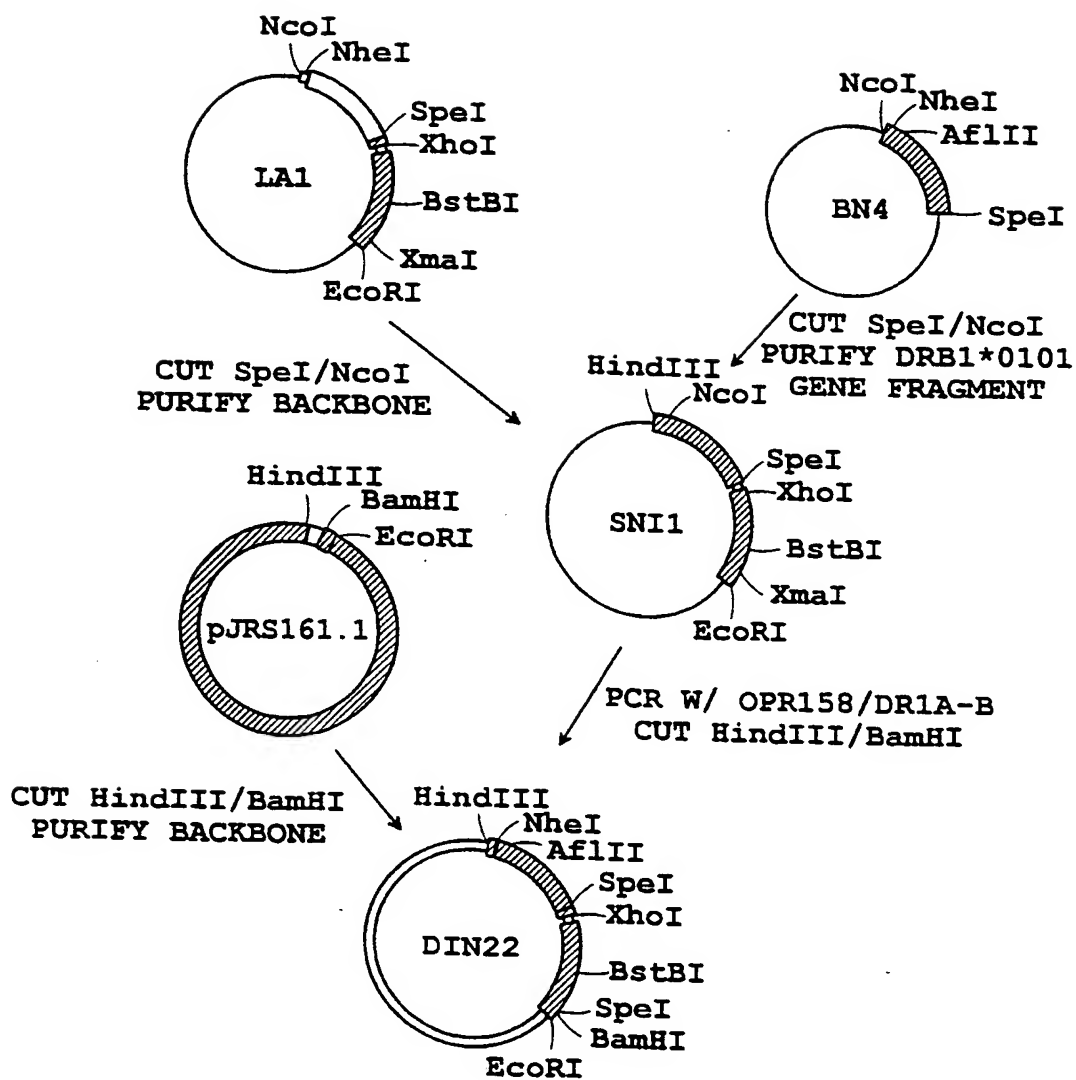 NcoI
NheI
SpeI
XhoI
LA1
BstBI
XmaI
EcoRI
NcoI
NheI
AflII
BN4
SpeI
CUT SpeI/NcoI
PURIFY DRB1*0101
GENE FRAGMENT
CUT SpeI/NcoI
PURIFY BACKBONE
HindIII
NcoI
SpeI
XhoI
SNI1
BstBI
XmaI
EcoRI
HindIII
BamHI
EcoRI
pJRS161.1
PCR W/ OPR158/DR1A-B
CUT HindIII/BamHI
CUT HindIII/BamHI
PURIFY BACKBONE
HindIII
NheI
AflII
SpeI
XhoI
DIN22
BstBI
SpeI
BamHI
EcoRI